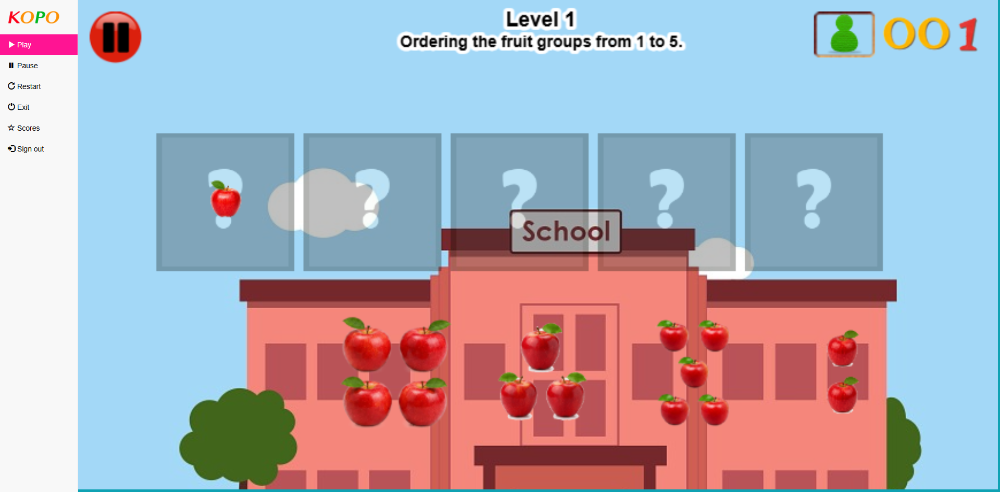 KOPO
Play
Pause
Restart
Exit
Scores
Sign out
Level 1
Ordering the fruit groups from 1 to 5.
001
? ? ? ? ?
School